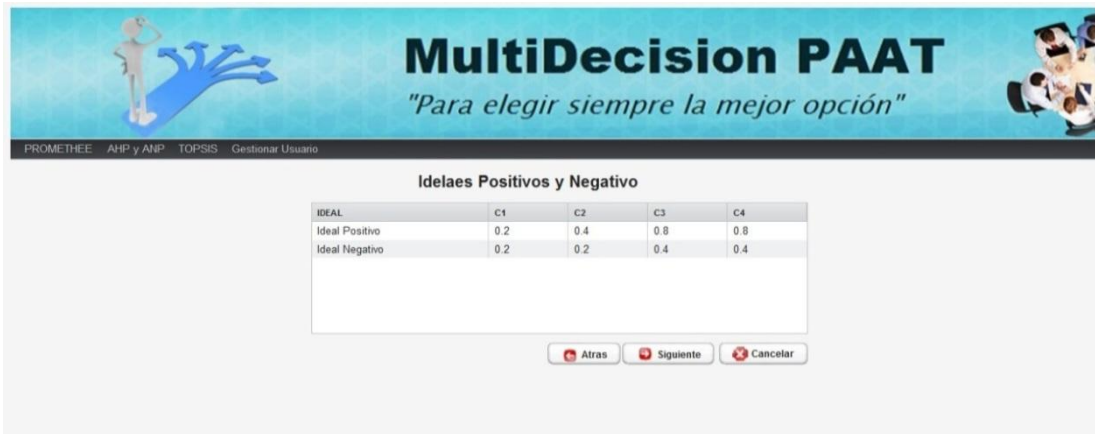 MultiDecision PAAT
"Para elegir siempre la mejor opción"
PROMETHEE AHP y ANP TOPSIS Gestionar Usuario
Idelaes Positivos y Negativo
IDEAL C1 C2 C3 C4
Ideal Positivo 0.2 0.4 0.8 0.8
Ideal Negativo 0.2 0.2 0.4 0.4
Atras Siguiente Cancelar